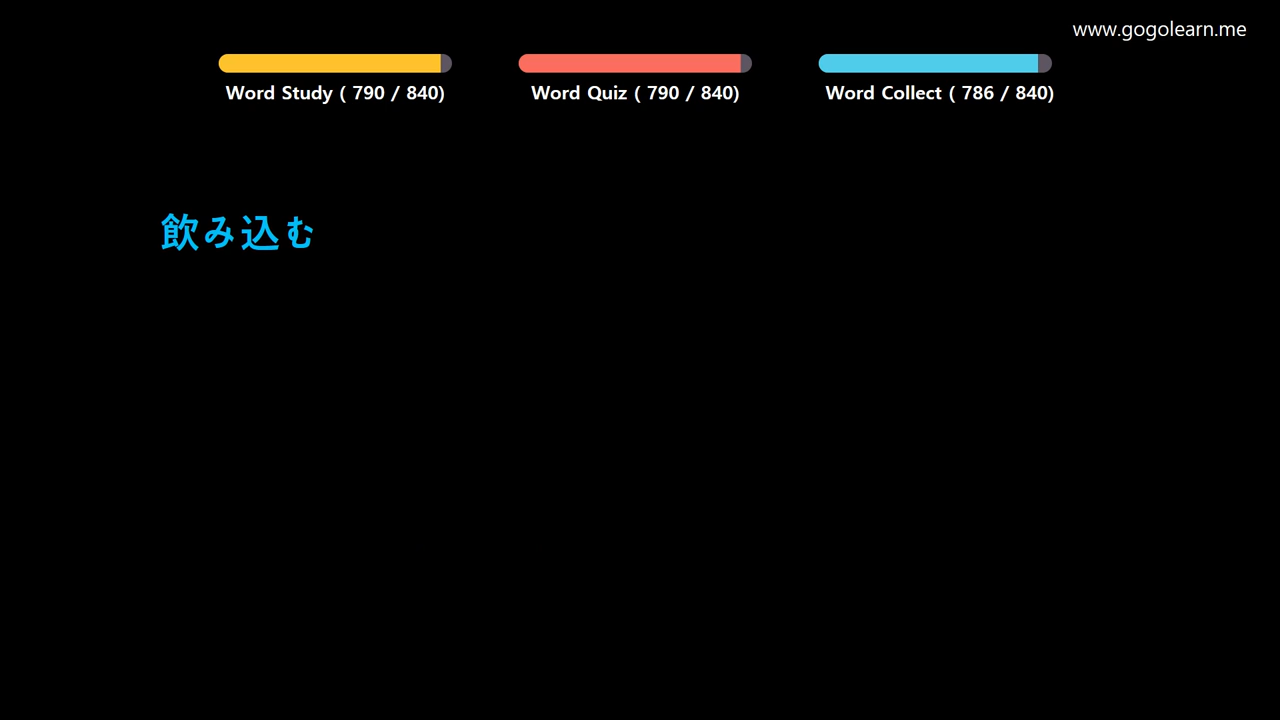 www.gogolearn.me
Word Study ( 790 / 840)
Word Quiz ( 790 / 840)
Word Collect ( 786 / 840)
飲み込む